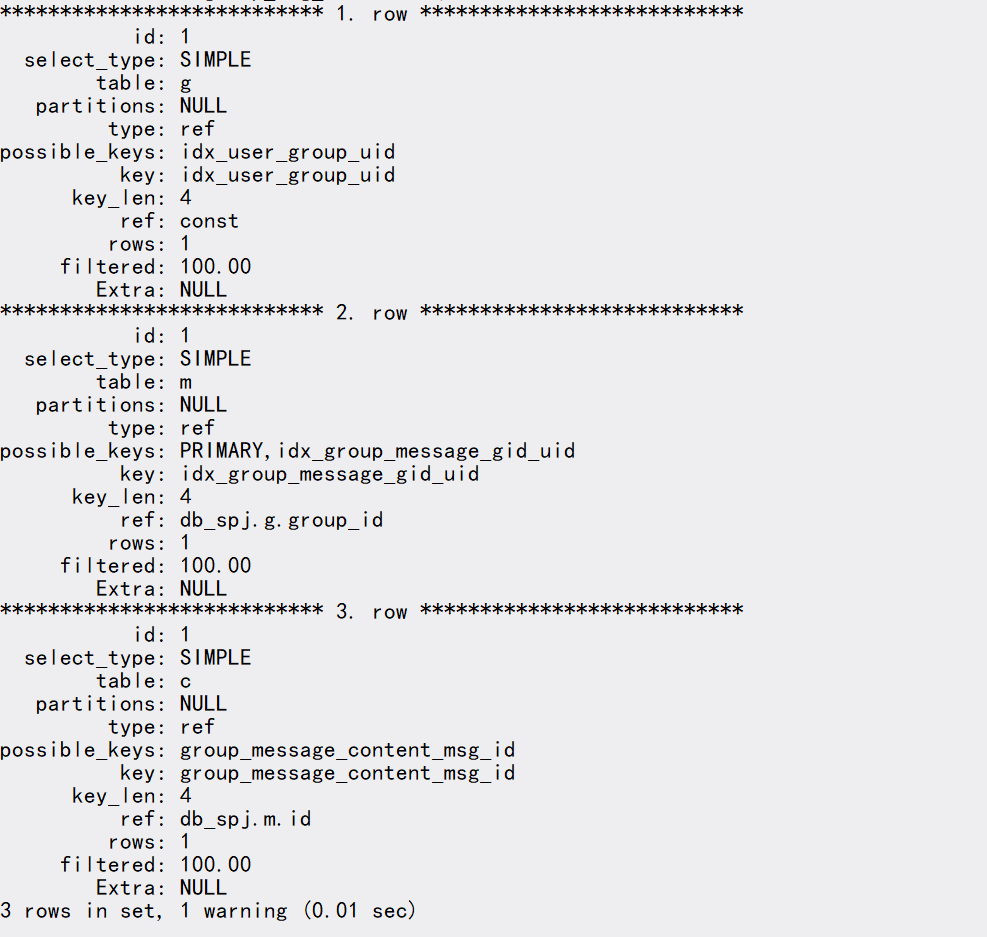 *************************** 1. row ***************************
           id: 1
  select_type: SIMPLE
        table: g
   partitions: NULL
         type: ref
possible_keys: idx_user_group_uid
          key: idx_user_group_uid
      key_len: 4
          ref: const
         rows: 1
     filtered: 100.00
        Extra: NULL
*************************** 2. row ***************************
           id: 1
  select_type: SIMPLE
        table: m
   partitions: NULL
         type: ref
possible_keys: PRIMARY,idx_group_message_gid_uid
          key: idx_group_message_gid_uid
      key_len: 4
          ref: db_spj.g.group_id
         rows: 1
     filtered: 100.00
        Extra: NULL
*************************** 3. row ***************************
           id: 1
  select_type: SIMPLE
        table: c
   partitions: NULL
         type: ref
possible_keys: group_message_content_msg_id
          key: group_message_content_msg_id
      key_len: 4
          ref: db_spj.m.id
         rows: 1
     filtered: 100.00
        Extra: NULL
3 rows in set, 1 warning (0.01 sec)